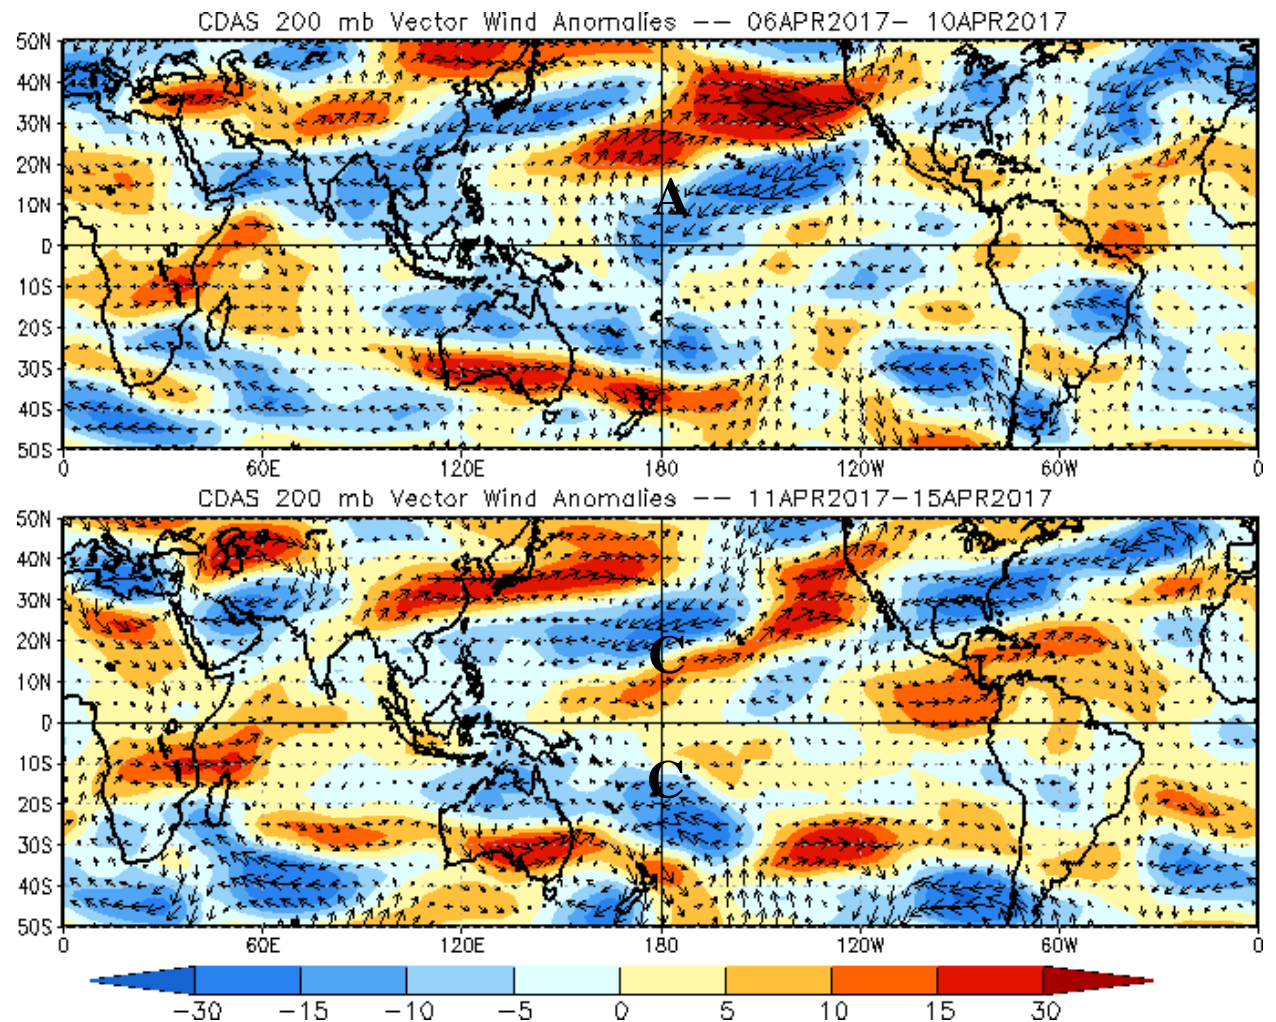 CDAS 200 mb Vector Wind Anomalies -- 06APR2017- 10APR2017
50N
40N
30N
20N
10N
0
10S
20S
30S
40S
50S
A
0 60E 120E 180 120W 60W 0
CDAS 200 mb Vector Wind Anomalies -- 11APR2017-15APR2017
50N
40N
30N
20N
10N
0
10S
20S
30S
40S
50S
C
C
0 60E 120E 180 120W 60W 0
-30 -15 -10 -5 0 5 10 15 30